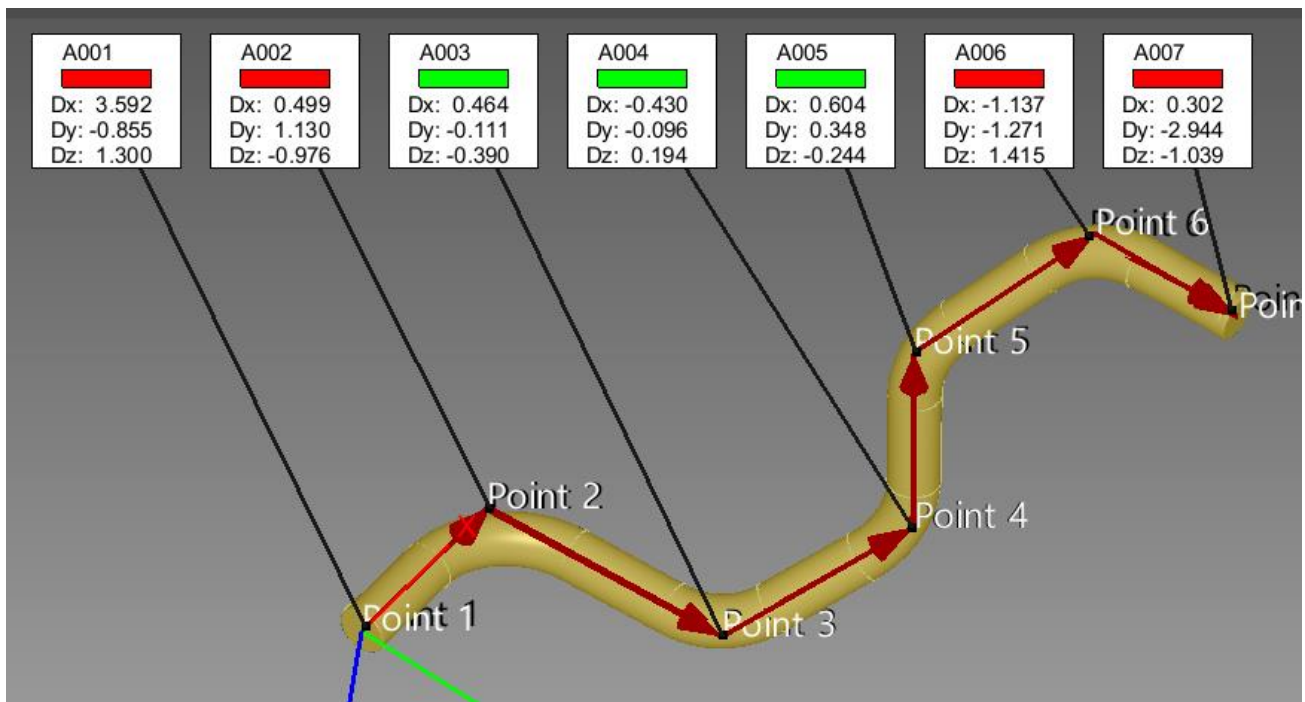 A001
Dx: 3.592
Dy: -0.855
Dz: 1.300
A002
Dx: 0.499
Dy: 1.130
Dz: -0.976
A003
Dx: 0.464
Dy: -0.111
Dz: -0.390
A004
Dx: -0.430
Dy: -0.096
Dz: 0.194
A005
Dx: 0.604
Dy: 0.348
Dz: -0.244
A006
Dx: -1.137
Dy: -1.271
Dz: 1.415
A007
Dx: 0.302
Dy: -2.944
Dz: -1.039
Point 6
Poin
Point 5
Point 2
Point 4
Point 1
Point 3
X